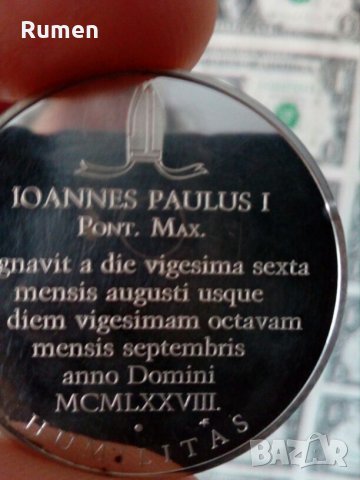 Rumen
IOANNES PAULUS I
PONT. MAX.
gnavit a die vigesima sexta
mensis augusti usque
diem vigesimam octavam
mensis septembris
anno Domini
MCMLXXVIII.
HUMILITAS
BAZAR